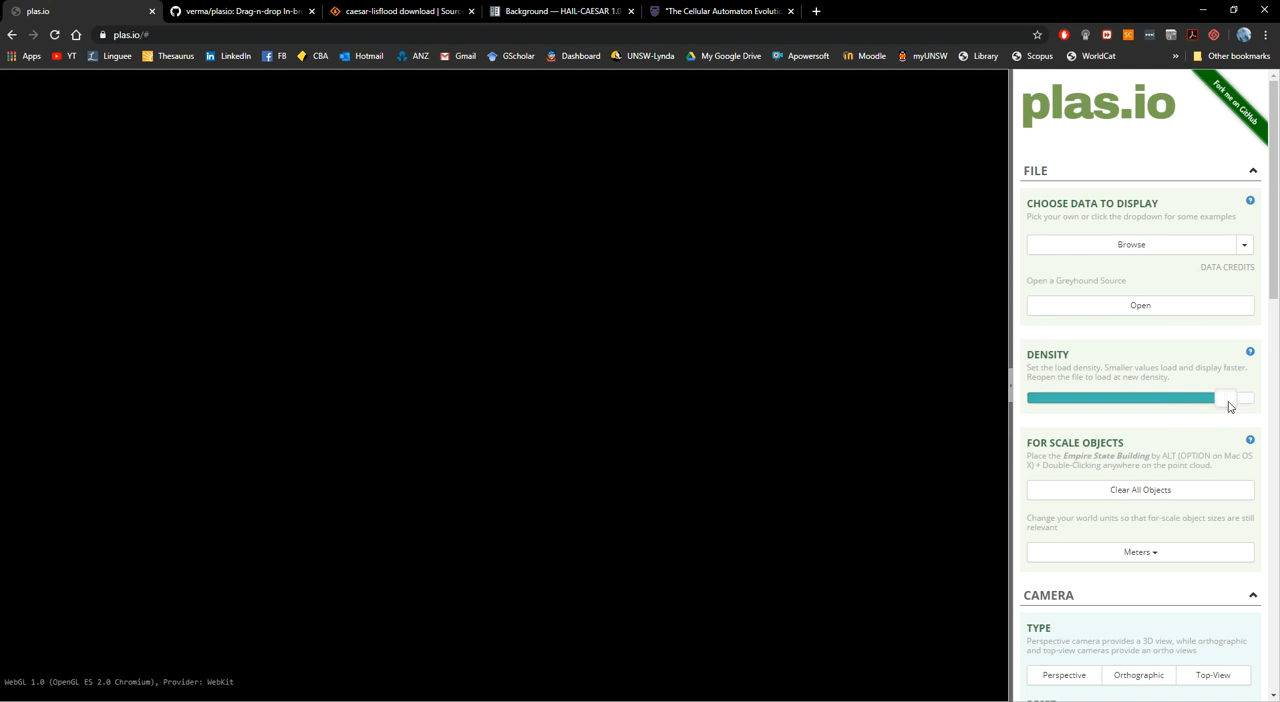 plas.io
verma/plasio: Drag-n-drop In-bro
caesar-lisflood download | Sourc
Background — HAIL-CAESAR 1.0
"The Cellular Automaton Evolutio
plas.io/#
Apps YT Linguee Thesaurus LinkedIn FB CBA Hotmail ANZ Gmail GScholar Dashboard UNSW-Lynda My Google Drive Apowersoft Moodle myUNSW Library Scopus WorldCat » Other bookmarks
plas.io
Fork me on GitHub
FILE
CHOOSE DATA TO DISPLAY
Pick your own or click the dropdown for some examples
Browse
DATA CREDITS
Open a Greyhound Source
Open
DENSITY
Set the load density. Smaller values load and display faster.
Reopen the file to load at new density.
FOR SCALE OBJECTS
Place the Empire State Building by ALT (OPTION on Mac OS
X) + Double-Clicking anywhere on the point cloud.
Clear All Objects
Change your world units so that for-scale object sizes are still
relevant
Meters
CAMERA
TYPE
Perspective camera provides a 3D view, while orthographic
and top-view cameras provide an ortho views
Perspective Orthographic Top-View
WebGL 1.0 (OpenGL ES 2.0 Chromium), Provider: WebKit